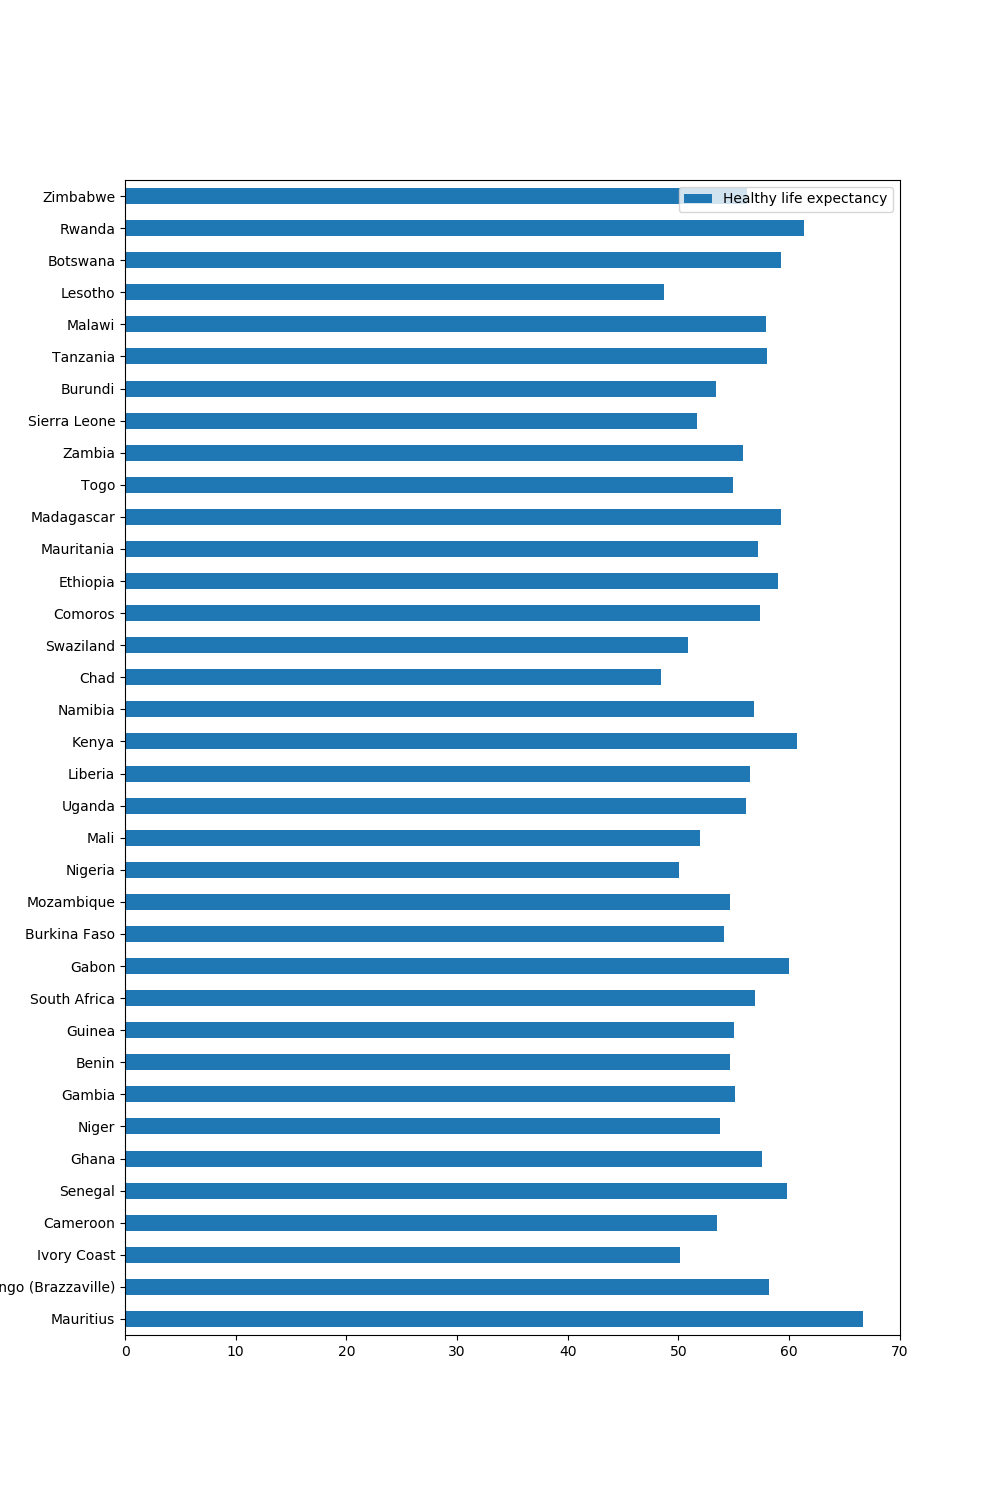 Healthy life expectancy
Zimbabwe
Rwanda
Botswana
Lesotho
Malawi
Tanzania
Burundi
Sierra Leone
Zambia
Togo
Madagascar
Mauritania
Ethiopia
Comoros
Swaziland
Chad
Namibia
Kenya
Liberia
Uganda
Mali
Nigeria
Mozambique
Burkina Faso
Gabon
South Africa
Guinea
Benin
Gambia
Niger
Ghana
Senegal
Cameroon
Ivory Coast
ngo (Brazzaville)
Mauritius
0 10 20 30 40 50 60 70